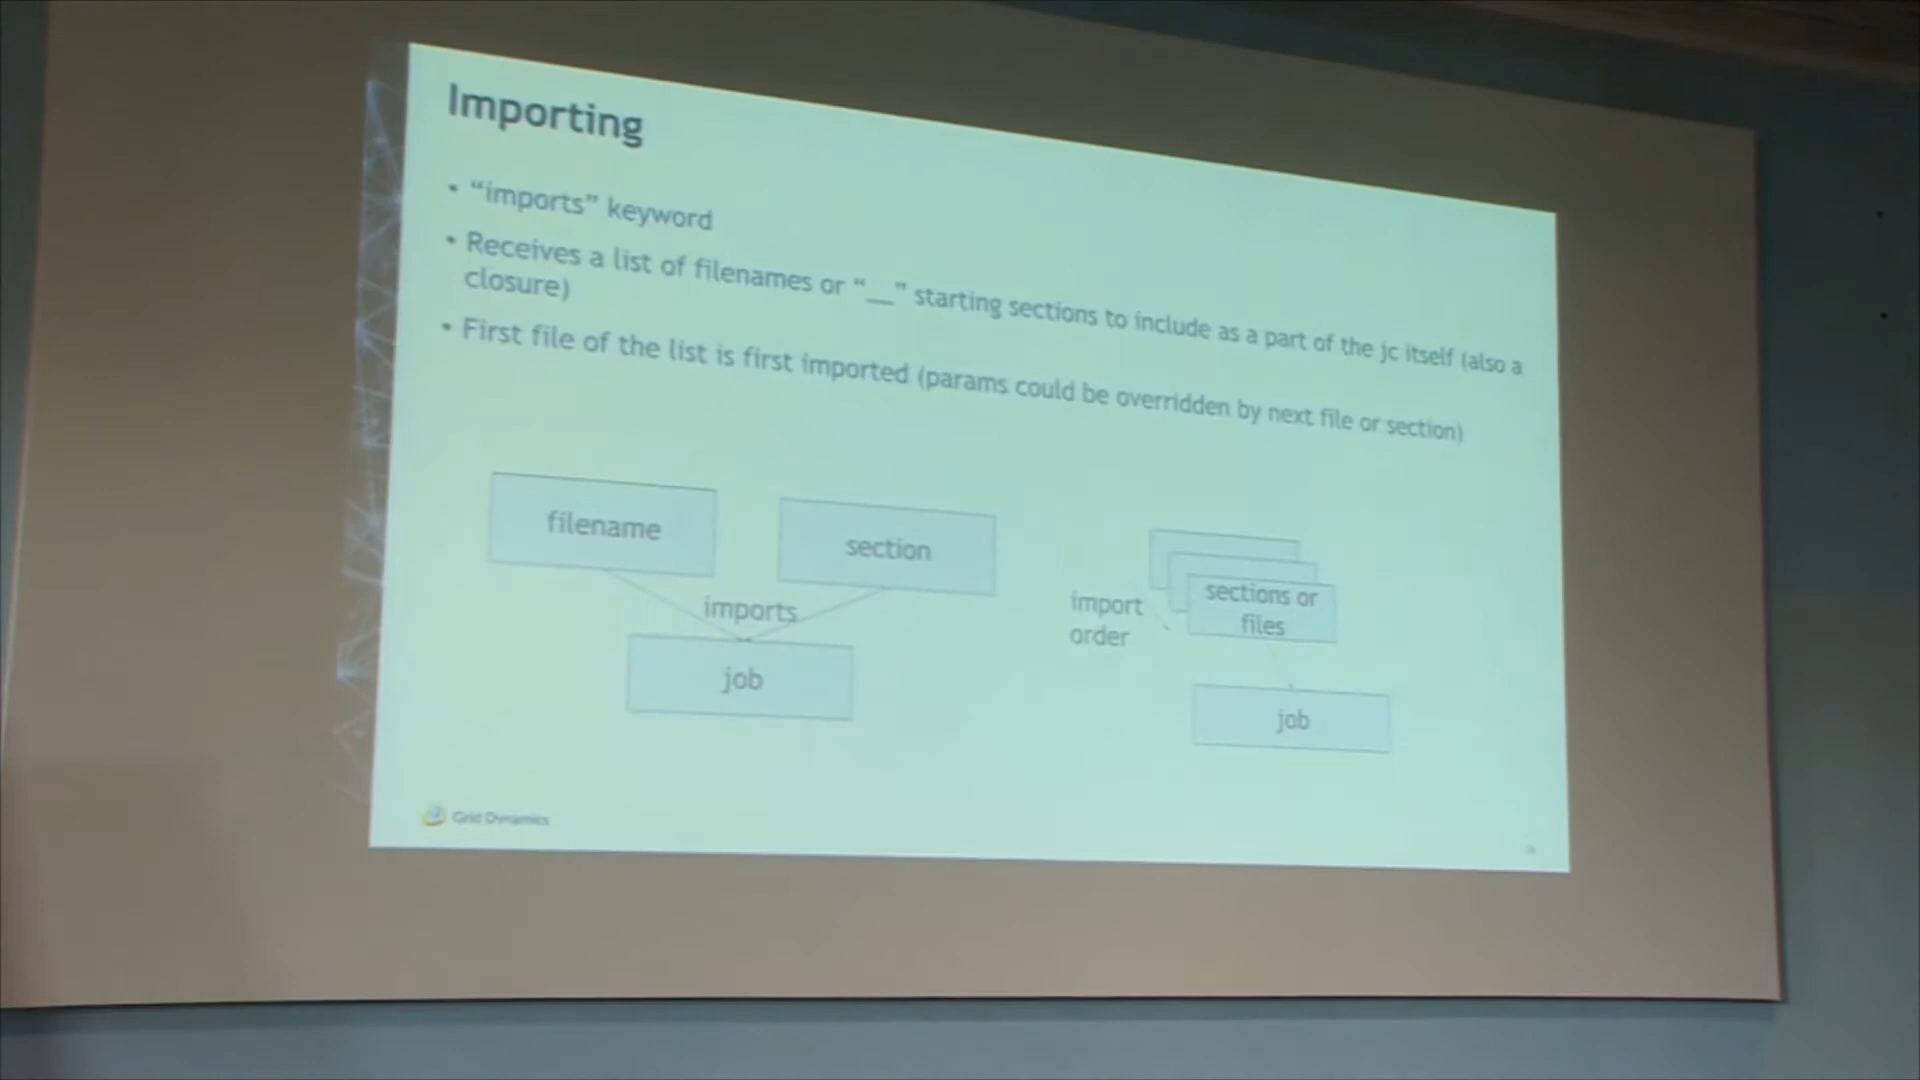 Importing
• “imports” keyword
• Receives a list of filenames or “__” starting sections to include as a part of the jc itself (also a
closure)
• First file of the list is first imported (params could be overridden by next file or section)
filename
section
imports
job
import
order
sections or
files
job
Grid Dynamics